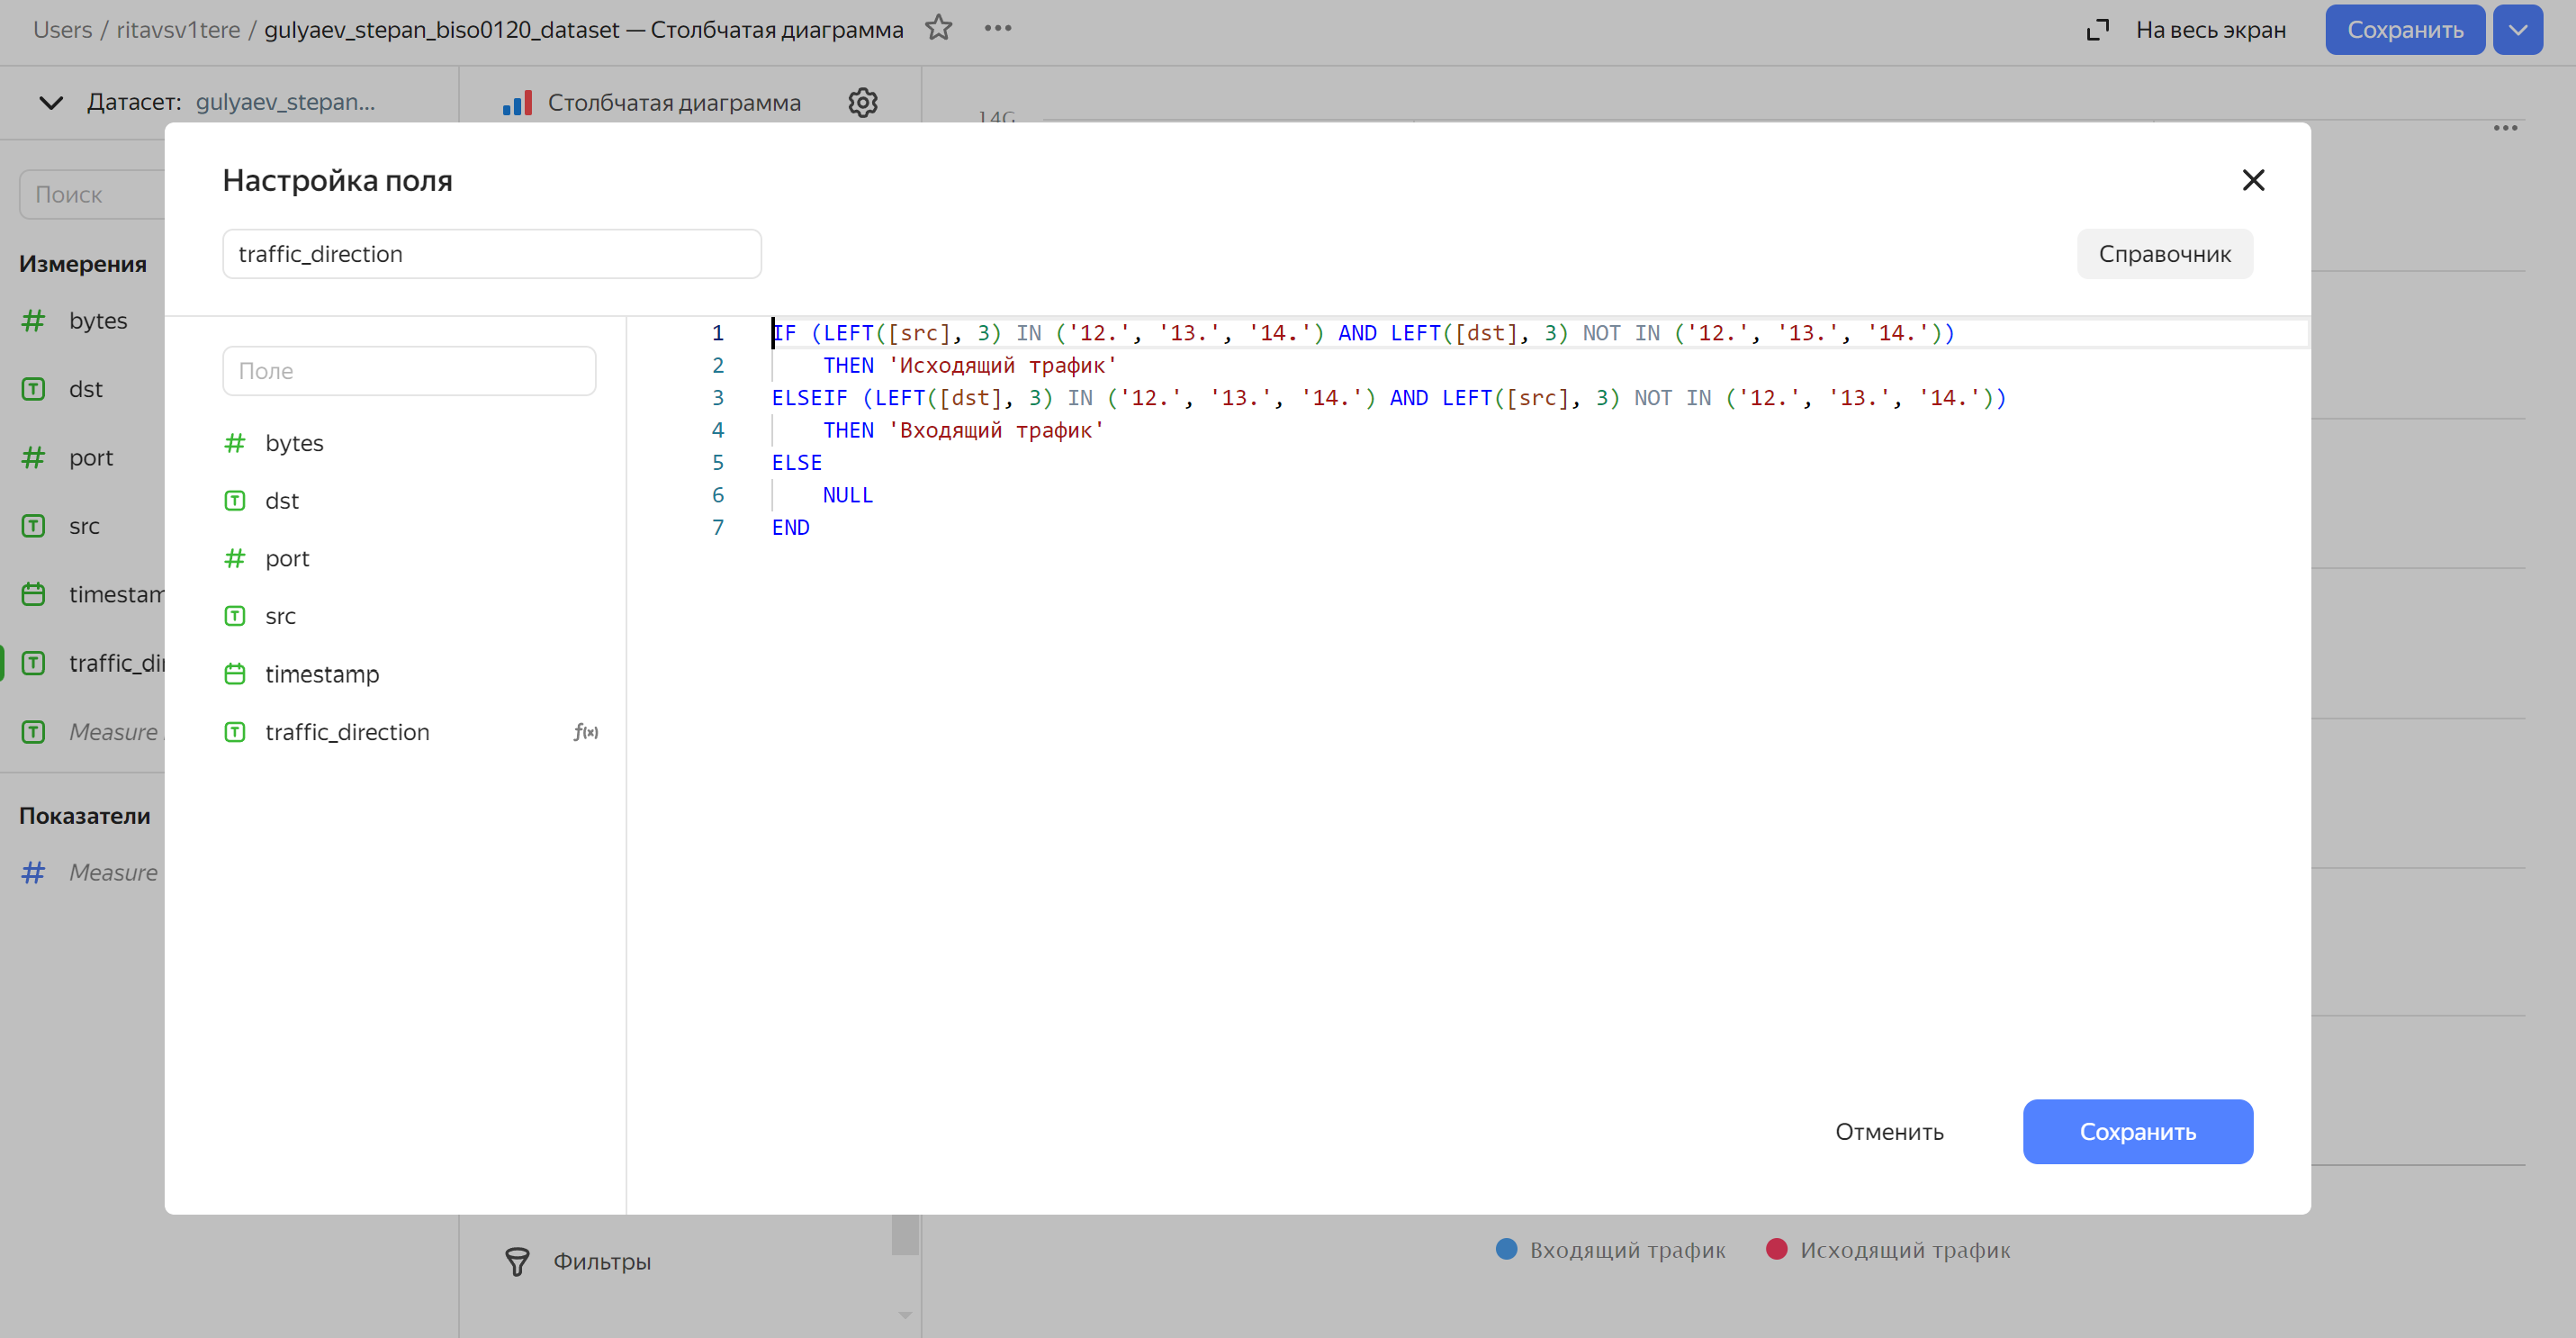 Users / ritavsv1tere / gulyaev_stepan_biso0120_dataset — Столбчатая диаграмма
На весь экран
Сохранить
Датасет: gulyaev_stepan...
Столбчатая диаграмма
14G
Поиск
Измерения
bytes
dst
port
src
timestam
traffic_dir
Measure
Показатели
Measure
Настройка поля
traffic_direction
Справочник
Поле
bytes
dst
port
src
timestamp
traffic_direction
f(x)
1 IF (LEFT([src], 3) IN ('12.', '13.', '14.') AND LEFT([dst], 3) NOT IN ('12.', '13.', '14.'))
2 THEN 'Исходящий трафик'
3 ELSEIF (LEFT([dst], 3) IN ('12.', '13.', '14.') AND LEFT([src], 3) NOT IN ('12.', '13.', '14.'))
4 THEN 'Входящий трафик'
5 ELSE
6 NULL
7 END
Отменить
Сохранить
Фильтры
Входящий трафик
Исходящий трафик